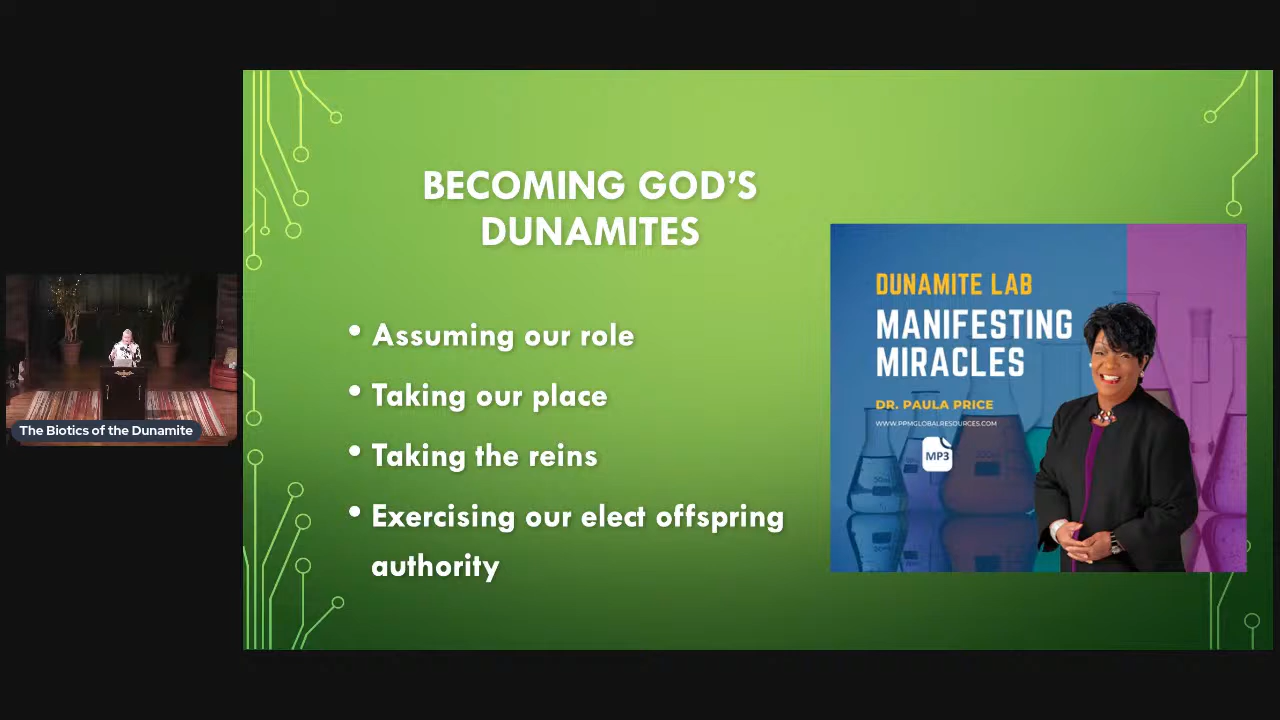 BECOMING GOD'S
DUNAMITES
• Assuming our role
• Taking our place
• Taking the reins
• Exercising our elect offspring
authority
DUNAMITE LAB
MANIFESTING
MIRACLES
DR. PAULA PRICE
WWW.PPMGLOBALRESOURCES.COM
MP3
The Biotics of the Dunamite